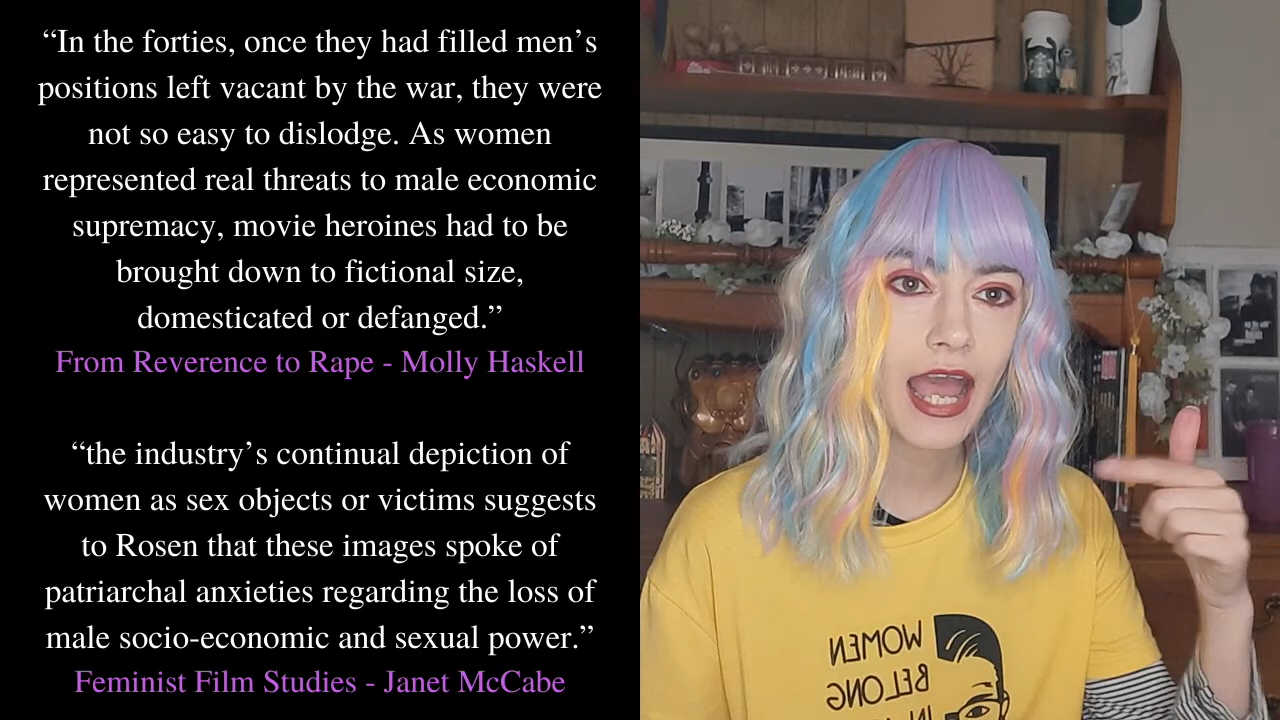 “In the forties, once they had filled men’s
positions left vacant by the war, they were
not so easy to dislodge. As women
represented real threats to male economic
supremacy, movie heroines had to be
brought down to fictional size,
domesticated or defanged.”
From Reverence to Rape - Molly Haskell
“the industry’s continual depiction of
women as sex objects or victims suggests
to Rosen that these images spoke of
patriarchal anxieties regarding the loss of
male socio-economic and sexual power.”
Feminist Film Studies - Janet McCabe
WOMEN
BELONG
IN